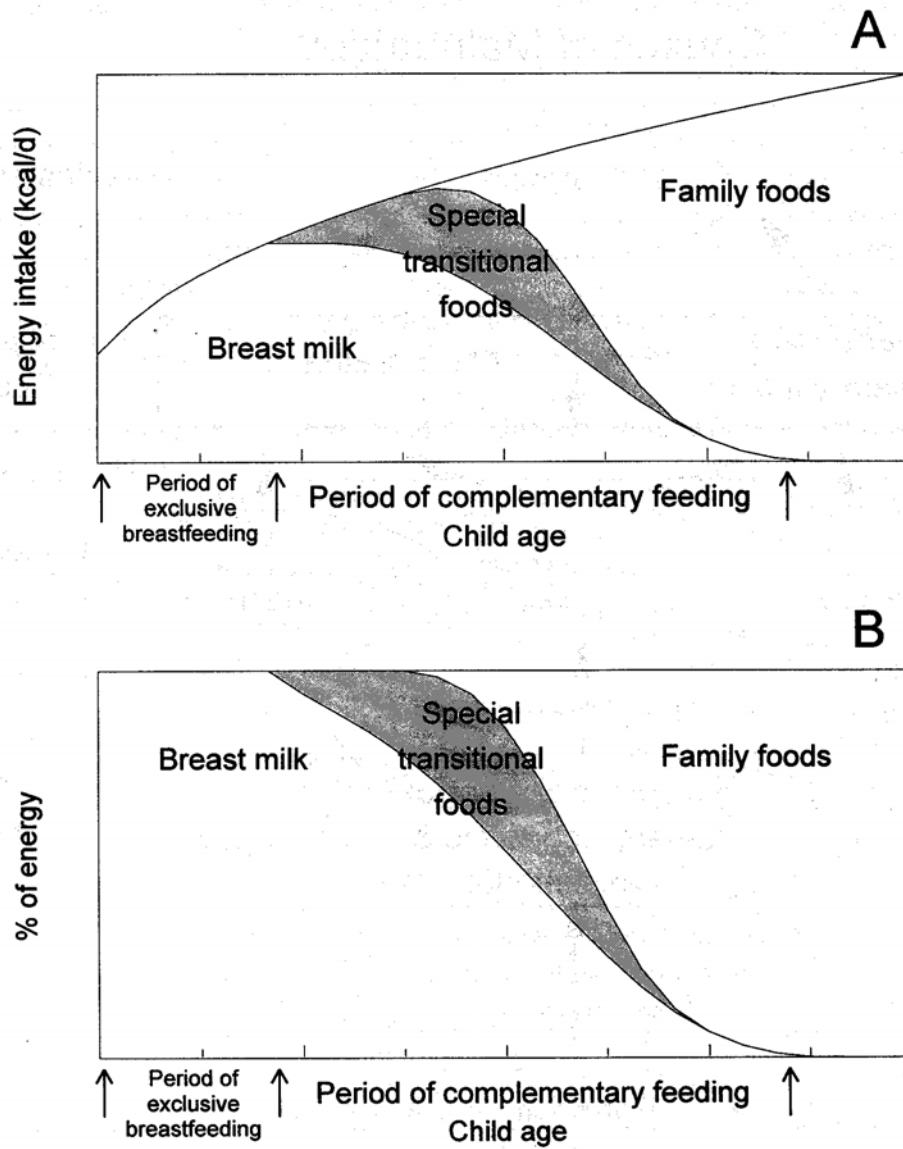 A
Energy intake (kcal/d)
Family foods
Special
transitional
foods
Breast milk
Period of
exclusive
breastfeeding
Period of complementary feeding
Child age
B
% of energy
Special
transitional
foods
Breast milk
Family foods
Period of
exclusive
breastfeeding
Period of complementary feeding
Child age